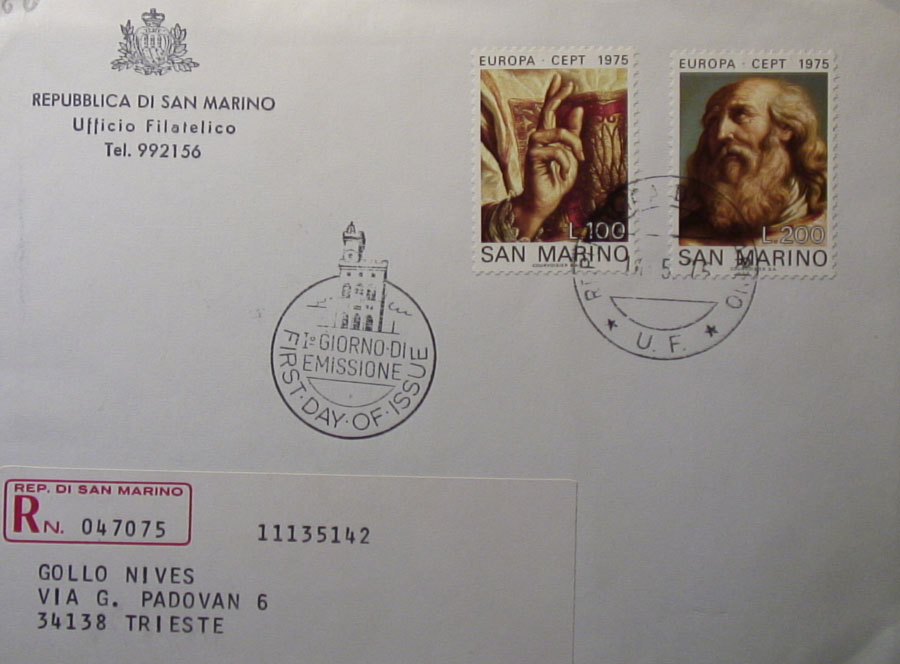 REPUBBLICA DI SAN MARINO
Ufficio Filatelico
Tel. 992156
EUROPA · CEPT 1975
L.100
SAN MARINO
EUROPA · CEPT 1975
L.200
SAN MARINO
U. F.
I° GIORNO·DI
EMISSIONE
FIRST·DAY·OF·ISSUE
REP. DI SAN MARINO
R N. 047075
11135142
GOLLO NIVES
VIA G. PADOVAN 6
34138 TRIESTE